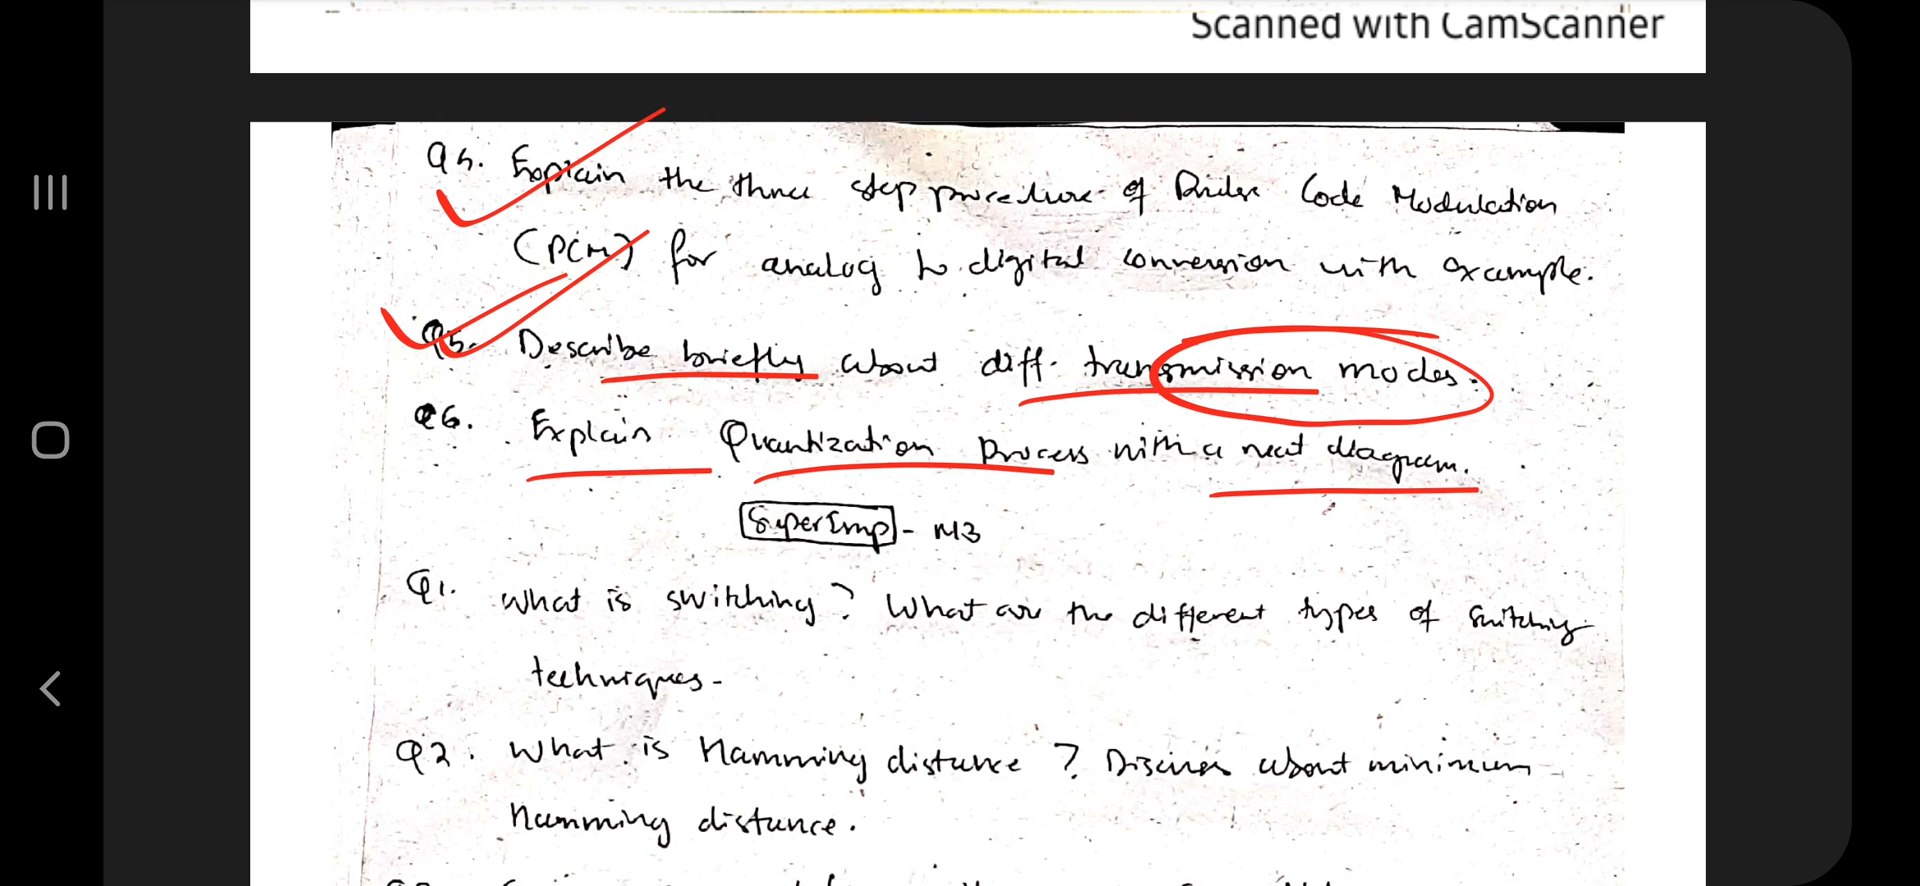 Scanned with CamScanner
Q4. Explain the three step procedure of Pulse Code Modulation
(PCM) for analog to digital conversion with example.
Q5. Describe briefly about diff. transmission modes.
Q6. Explain Quantization Process with a neat diagram.
SuperImp - M3
Q1. What is switching? What are the different types of switching
techniques.
Q2. What is Hamming distance? Discuss about minimum
hamming distance.